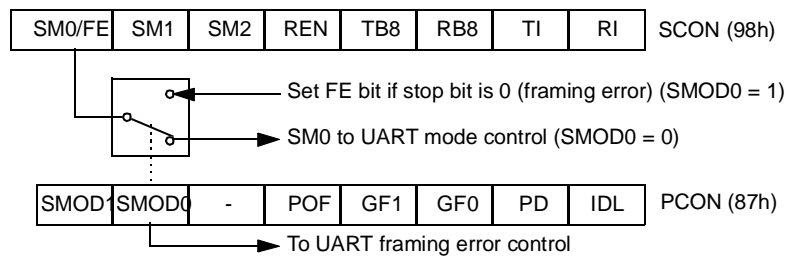 SM0/FE SM1 SM2 REN TB8 RB8 TI RI SCON (98h)
Set FE bit if stop bit is 0 (framing error) (SMOD0 = 1)
SM0 to UART mode control (SMOD0 = 0)
SMOD1 SMOD0 - POF GF1 GF0 PD IDL PCON (87h)
To UART framing error control